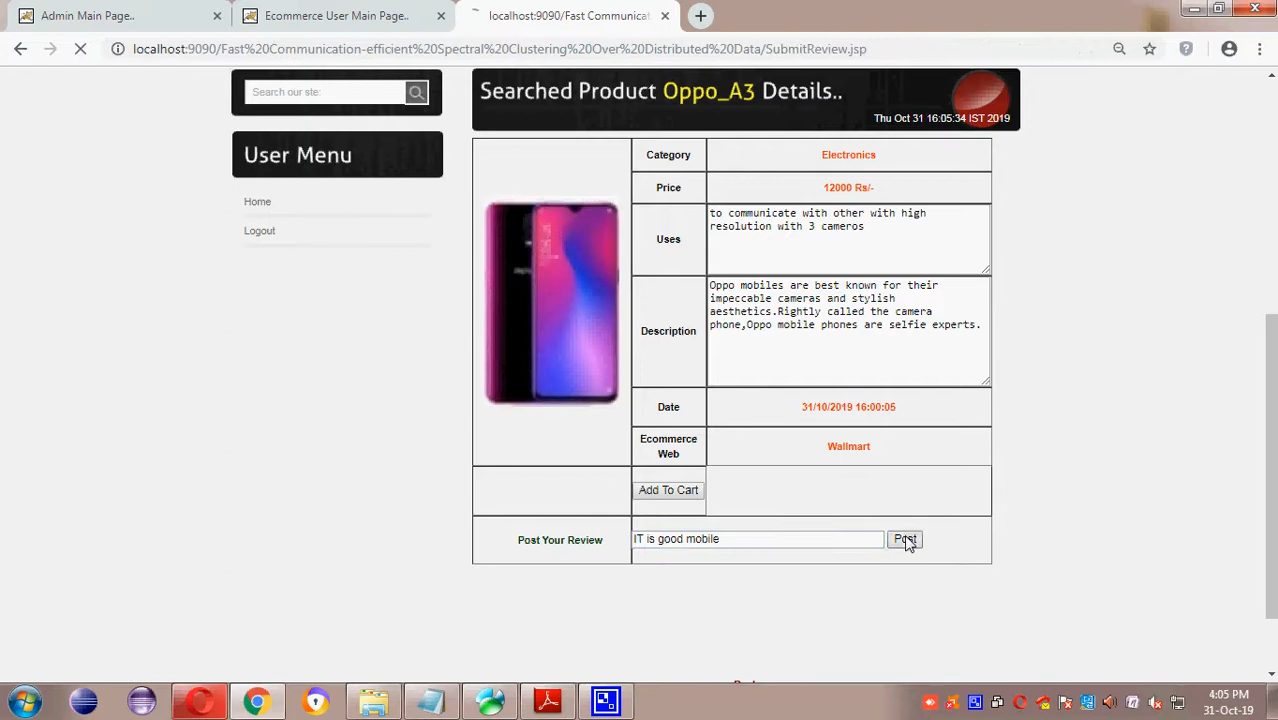 Admin Main Page..
Ecommerce User Main Page..
localhost:9090/Fast Communicat
localhost:9090/Fast%20Communication-efficient%20Spectral%20Clustering%20Over%20Distributed%20Data/SubmitReview.jsp
Search our site:
Searched Product Oppo_A3 Details..
Thu Oct 31 16:05:34 IST 2019
User Menu
Home
Logout
Category
Electronics
Price
12000 Rs/-
Uses
to communicate with other with high
resolution with 3 cameros
Description
Oppo mobiles are best known for their
impeccable cameras and stylish
aesthetics.Rightly called the camera
phone,Oppo mobile phones are selfie experts.
Date
31/10/2019 16:00:05
Ecommerce
Web
Wallmart
Add To Cart
Post Your Review
IT is good mobile
Post
4:05 PM
31-Oct-19